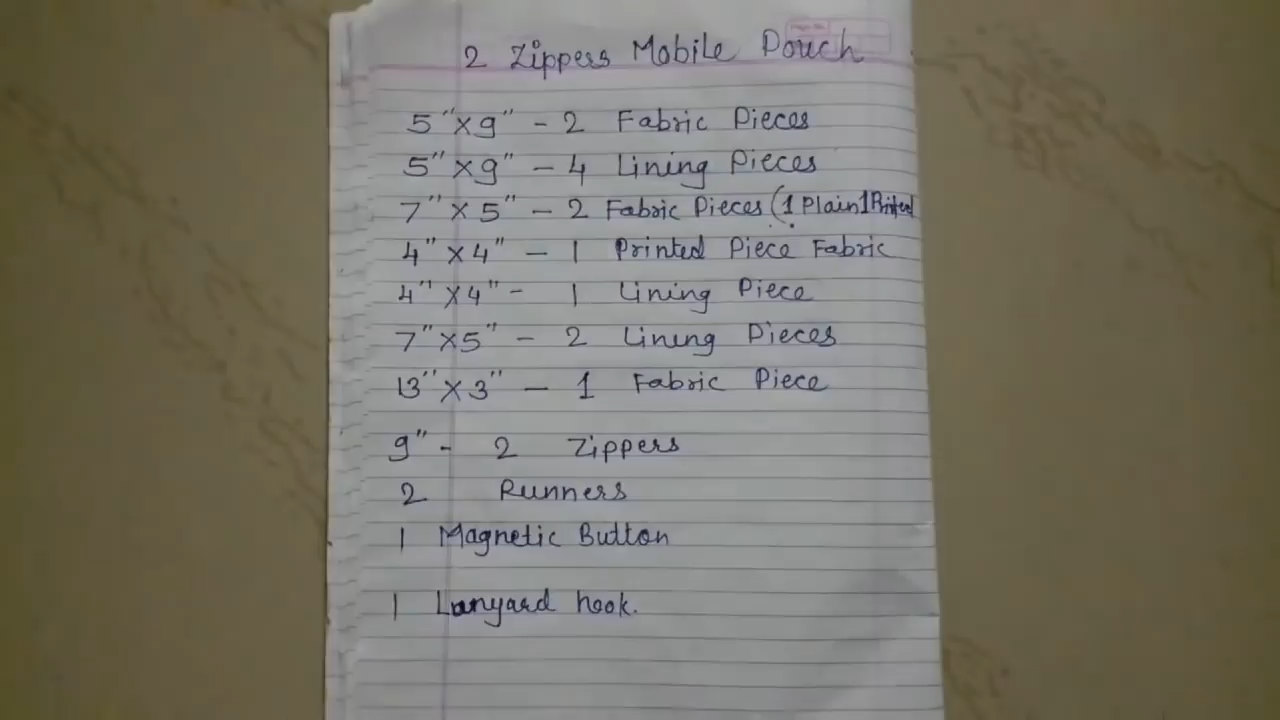 2 Zippers Mobile Pouch
5"x9" - 2 Fabric Pieces
5"x9" - 4 Lining Pieces
7"x5" - 2 Fabric Pieces (1 Plain 1 Printed
4"x4" - 1 Printed Piece Fabric
4"x4" - 1 Lining Piece
7"x5" - 2 Lining Pieces
13"x3" - 1 Fabric Piece
9" - 2 Zippers
2 Runners
1 Magnetic Button
1 Lanyard hook.